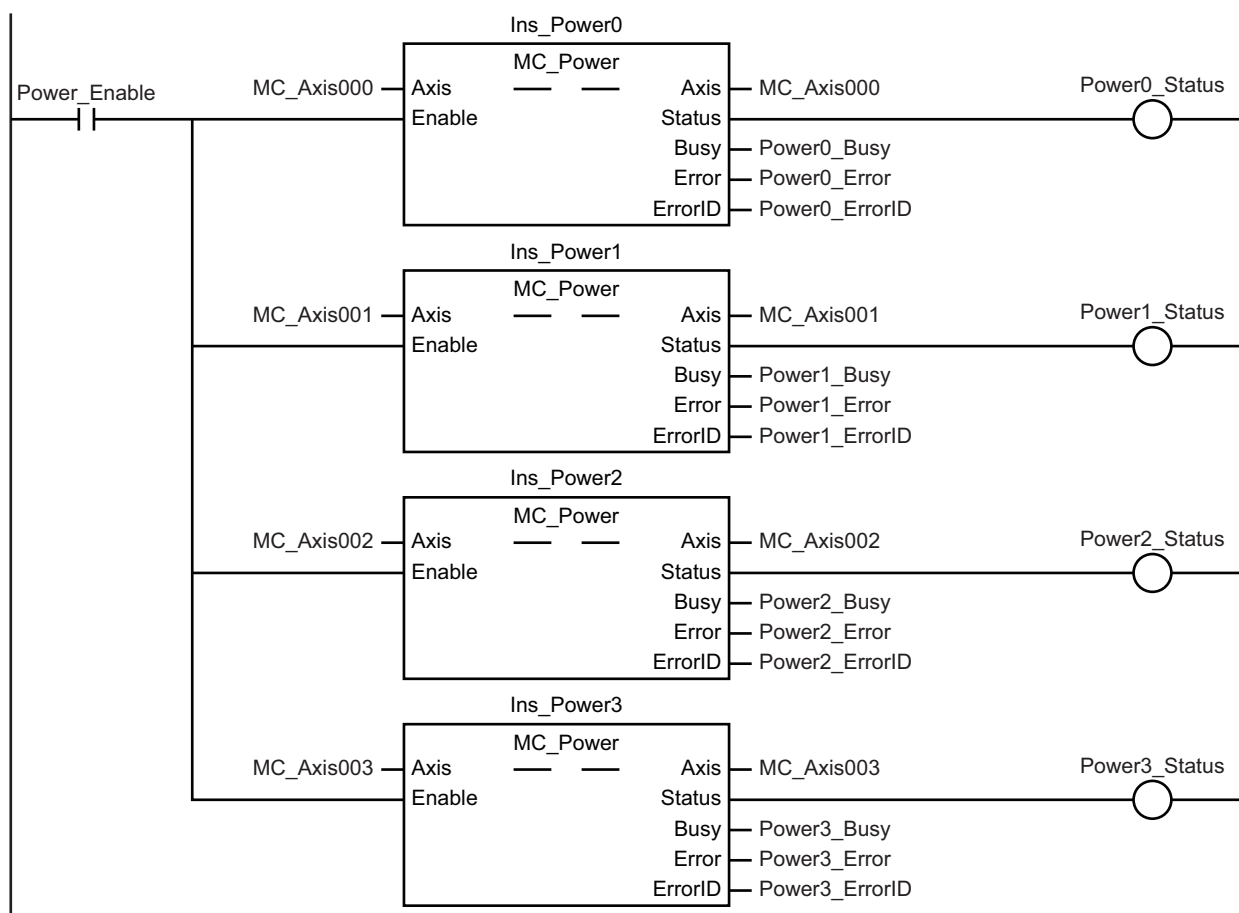 Ins_Power0
MC_Power
Power_Enable
MC_Axis000 Axis Axis MC_Axis000 Power0_Status
Enable Status
Busy Power0_Busy
Error Power0_Error
ErrorID Power0_ErrorID
Ins_Power1
MC_Power
MC_Axis001 Axis Axis MC_Axis001 Power1_Status
Enable Status
Busy Power1_Busy
Error Power1_Error
ErrorID Power1_ErrorID
Ins_Power2
MC_Power
MC_Axis002 Axis Axis MC_Axis002 Power2_Status
Enable Status
Busy Power2_Busy
Error Power2_Error
ErrorID Power2_ErrorID
Ins_Power3
MC_Power
MC_Axis003 Axis Axis MC_Axis003 Power3_Status
Enable Status
Busy Power3_Busy
Error Power3_Error
ErrorID Power3_ErrorID